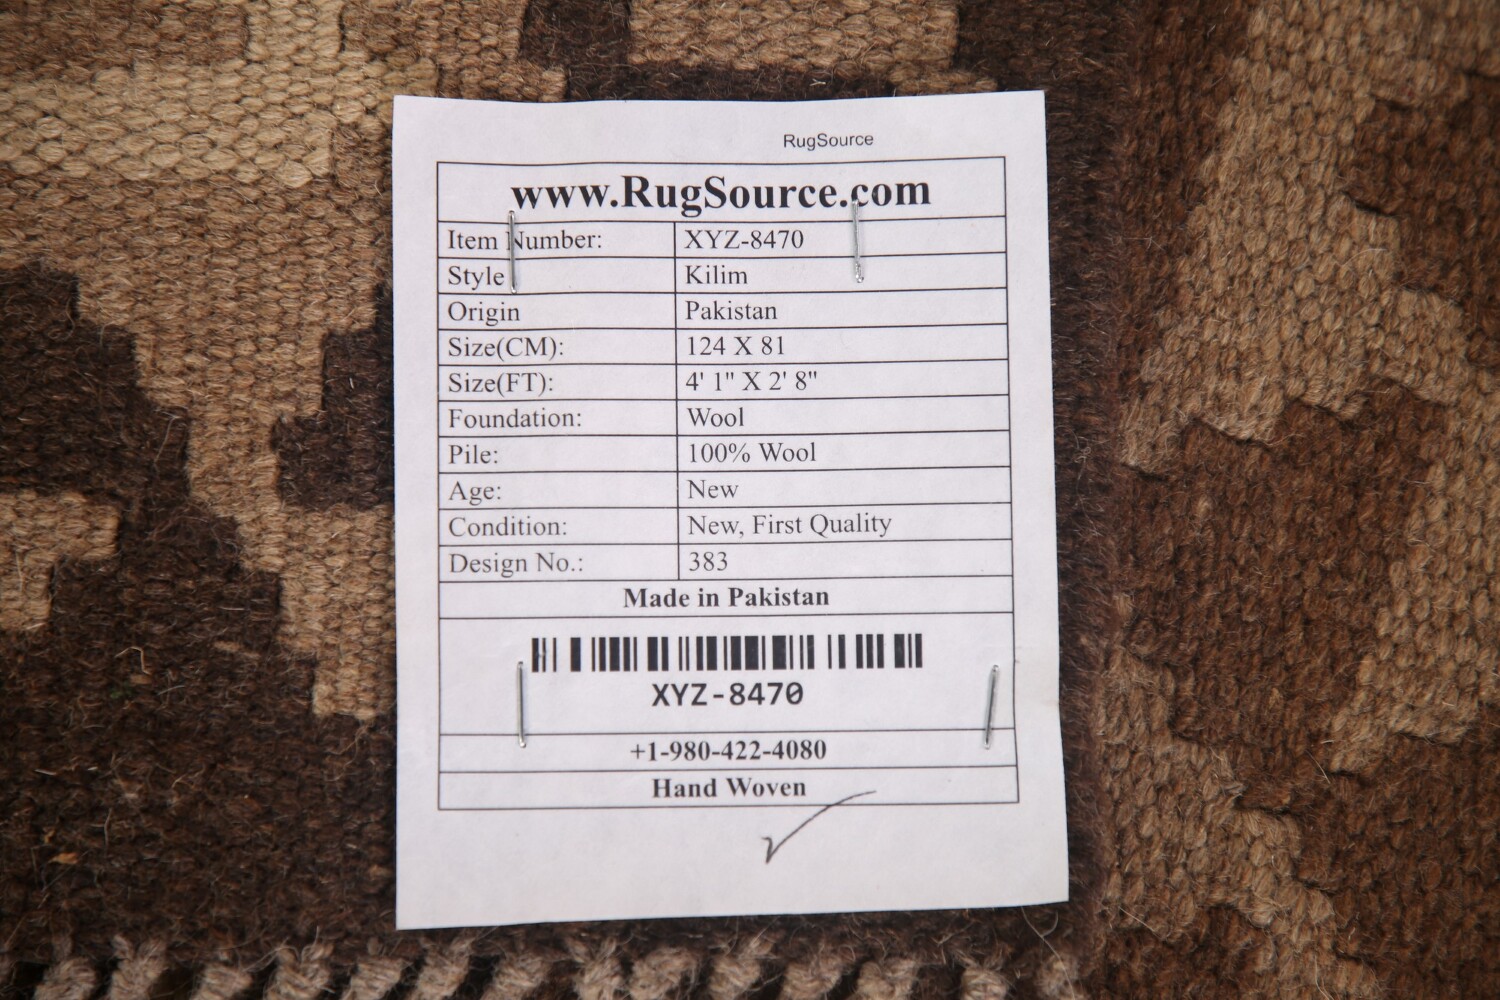 RugSource
www.RugSource.com
Item Number: XYZ-8470
Style Kilim
Origin Pakistan
Size(CM): 124 X 81
Size(FT): 4' 1" X 2' 8"
Foundation: Wool
Pile: 100% Wool
Age: New
Condition: New, First Quality
Design No.: 383
Made in Pakistan
XYZ-8470
+1-980-422-4080
Hand Woven